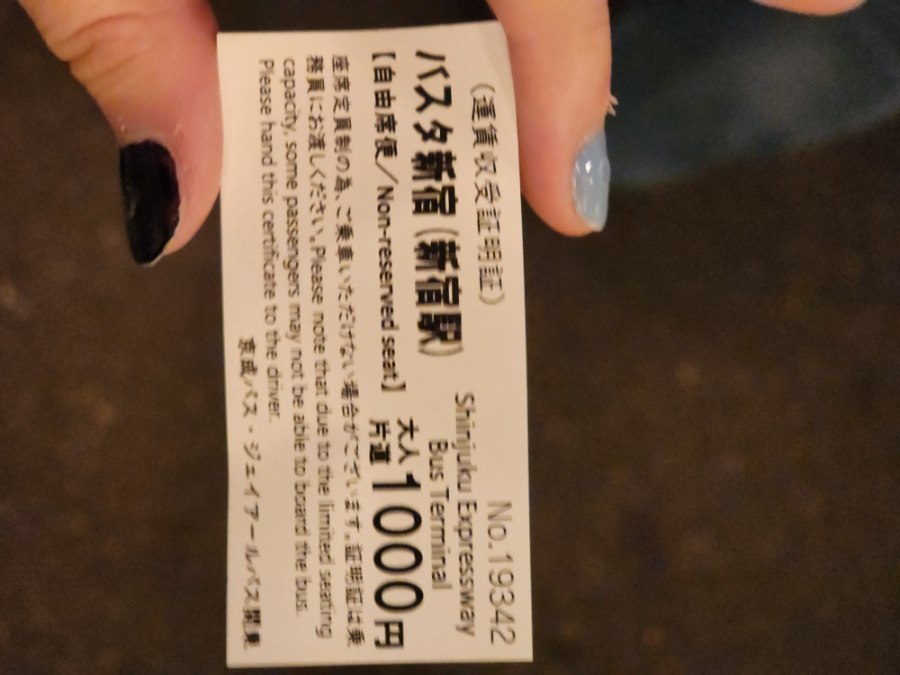 （運賃収受証明証） No.19342
バスタ新宿（新宿駅） Shinjuku Expressway
Bus Terminal
【自由席便／Non-reserved seat】 大人片道 1000円
座席定員制の為、ご乗車いただけない場合がございます。証明証は乗
務員にお渡しください。Please note that due to the limited seating
capacity, some passengers may not be able to board the bus.
Please hand this certificate to the driver.
京成バス・ジェイアールバス関東